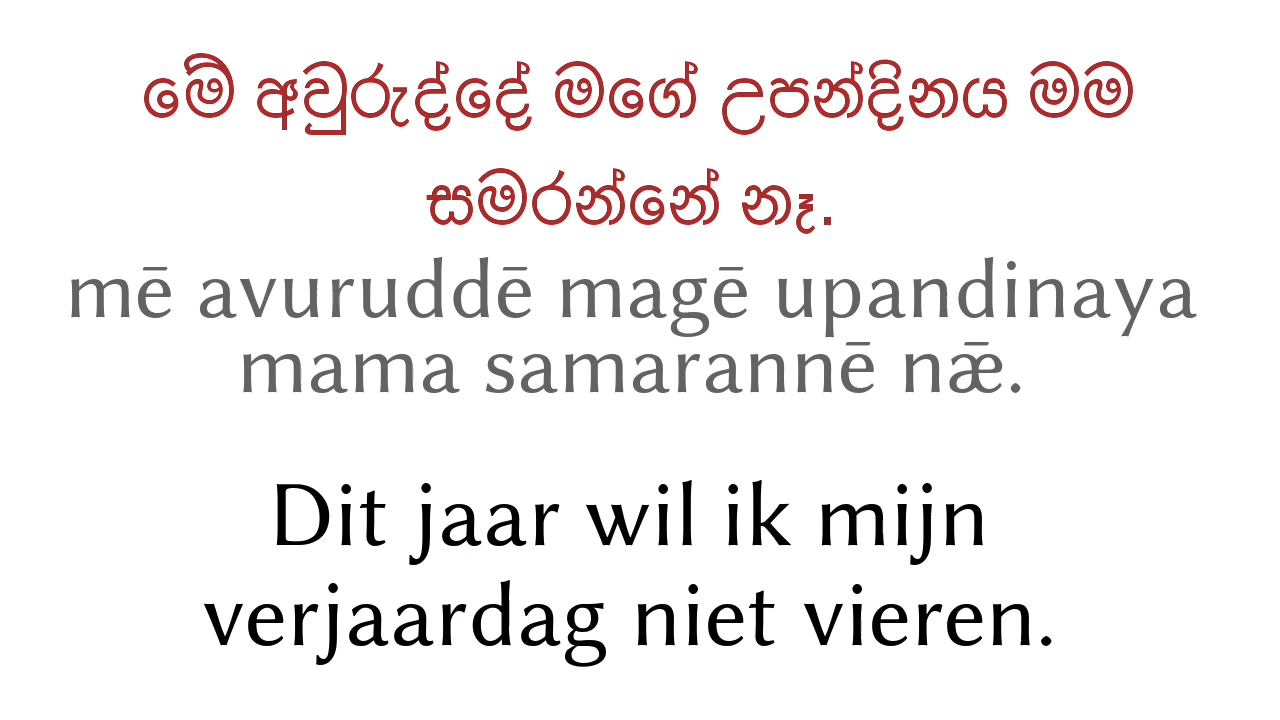 මේ අවුරුද්දේ මගේ උපන්දිනය මම
සමරන්නේ නෑ.
mē avuruddē magē upandinaya
mama samarannē nǣ.
Dit jaar wil ik mijn
verjaardag niet vieren.